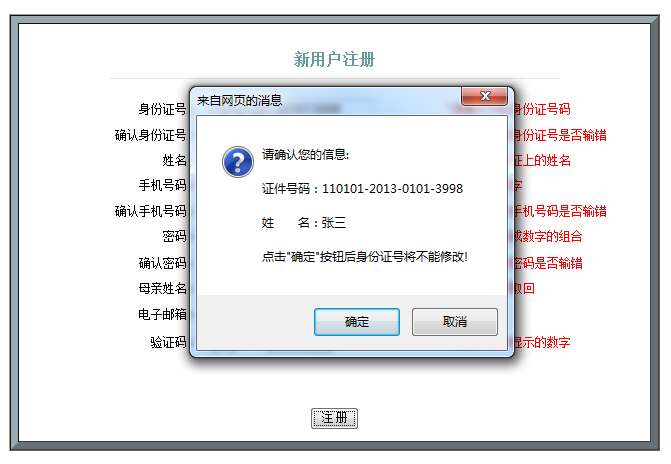 新用户注册
来自网页的消息
身份证号
身份证号码
确认身份证号
身份证号是否输错
请确认您的信息:
姓名
证上的姓名
手机号码
字
证件号码：110101-2013-0101-3998
确认手机号码
手机号码是否输错
姓　　名：张三
密码
或数字的组合
点击"确定"按钮后身份证号将不能修改!
确认密码
密码是否输错
母亲姓名
取回
电子邮箱
确定
取消
验证码
显示的数字
注册